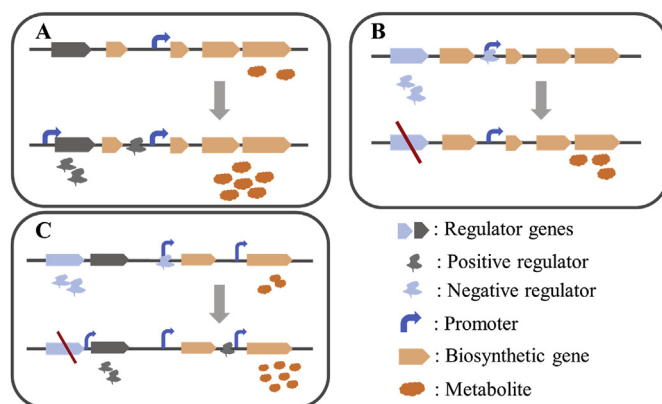 A
B
C
: Regulator genes
: Positive regulator
: Negative regulator
: Promoter
: Biosynthetic gene
: Metabolite